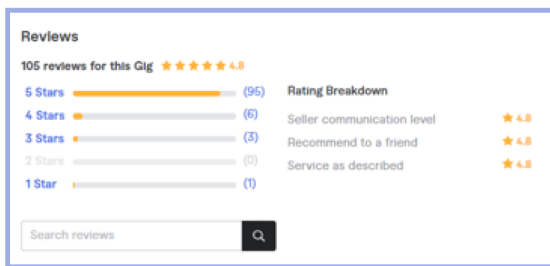 Reviews
105 reviews for this Gig 4.8
5 Stars (95)
4 Stars (6)
3 Stars (3)
2 Stars (0)
1 Star (1)
Rating Breakdown
Seller communication level 4.8
Recommend to a friend 4.8
Service as described 4.8
Search reviews